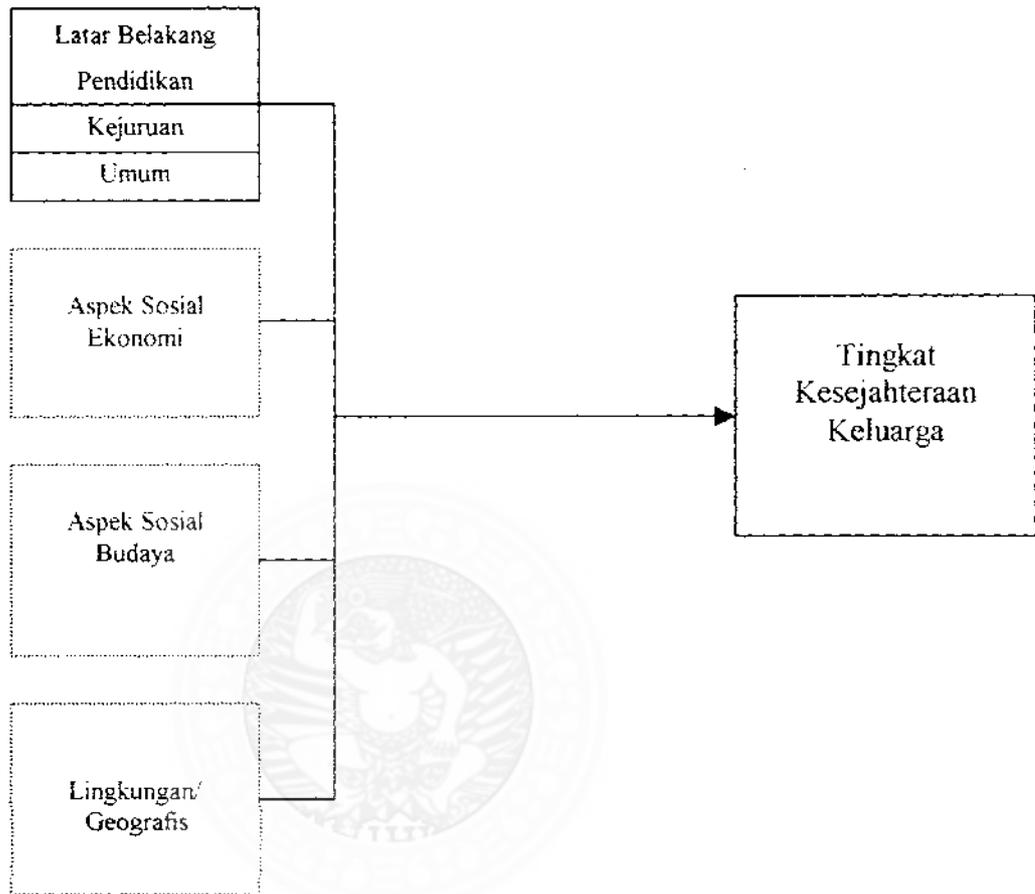 Latar Belakang
Pendidikan
Kejuruan
Umum
Aspek Sosial
Ekonomi
Tingkat
Kesejahteraan
Keluarga
Aspek Sosial
Budaya
Lingkungan/
Geografis